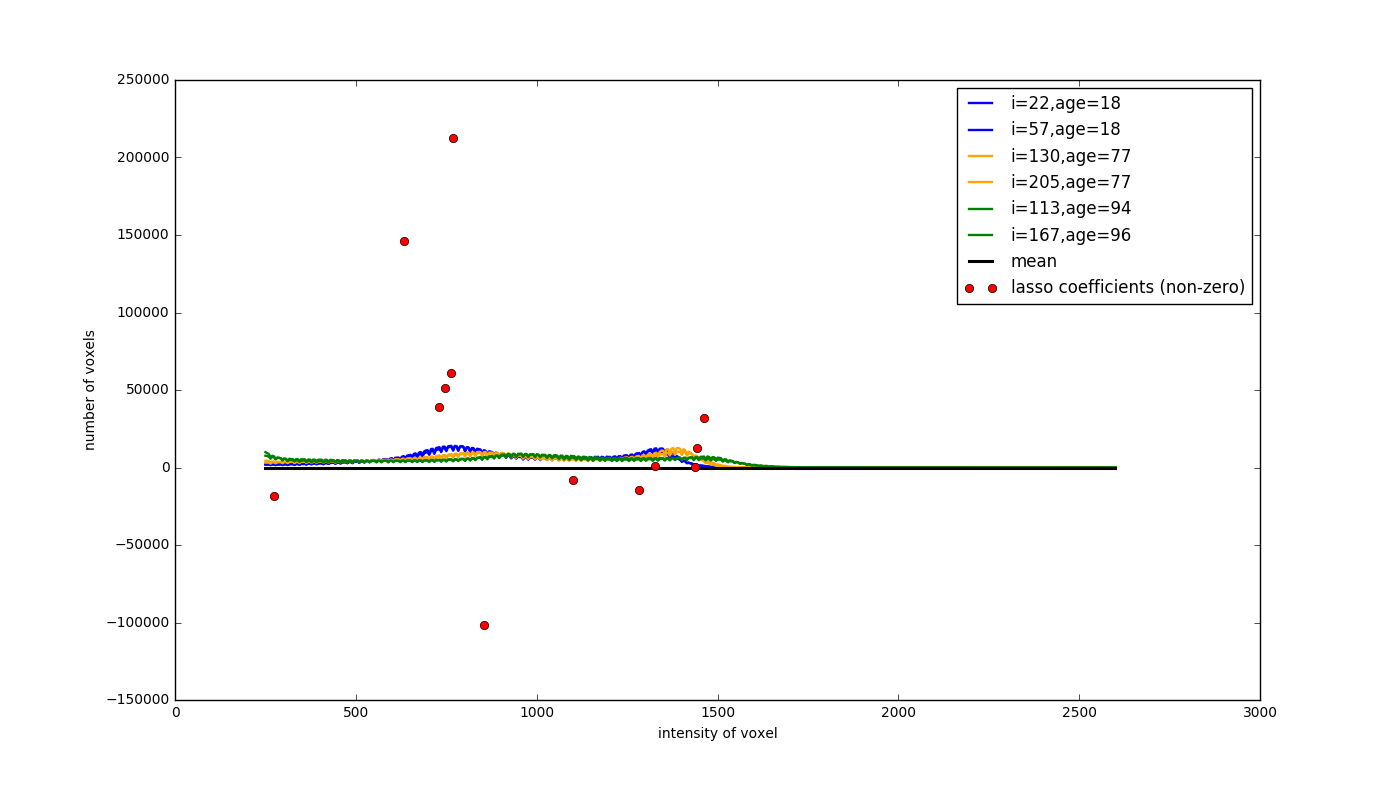 250000
200000
150000
100000
50000
0
−50000
−100000
−150000
number of voxels
0 500 1000 1500 2000 2500 3000
intensity of voxel
i=22,age=18
i=57,age=18
i=130,age=77
i=205,age=77
i=113,age=94
i=167,age=96
mean
lasso coefficients (non-zero)